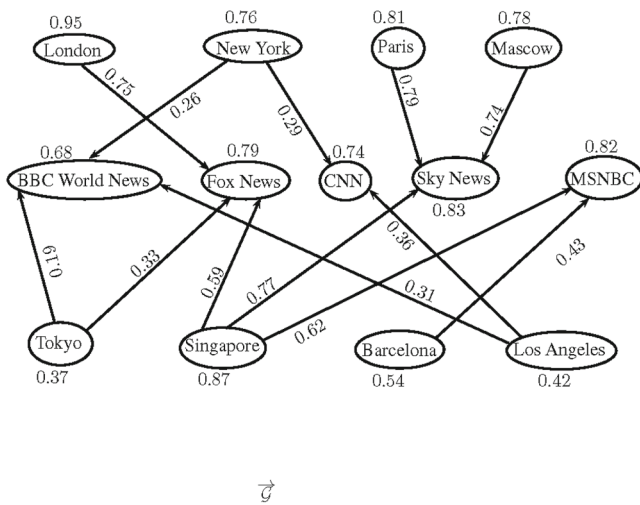 0.95 0.76 0.81 0.78
London New York Paris Mascow
0.75 0.26 0.29 0.79 0.74
0.68 0.79 0.74 0.82
BBC World News Fox News CNN Sky News MSNBC
0.83
0.19 0.33 0.59 0.77 0.62 0.31 0.36 0.43
Tokyo Singapore Barcelona Los Angeles
0.37 0.87 0.54 0.42
G